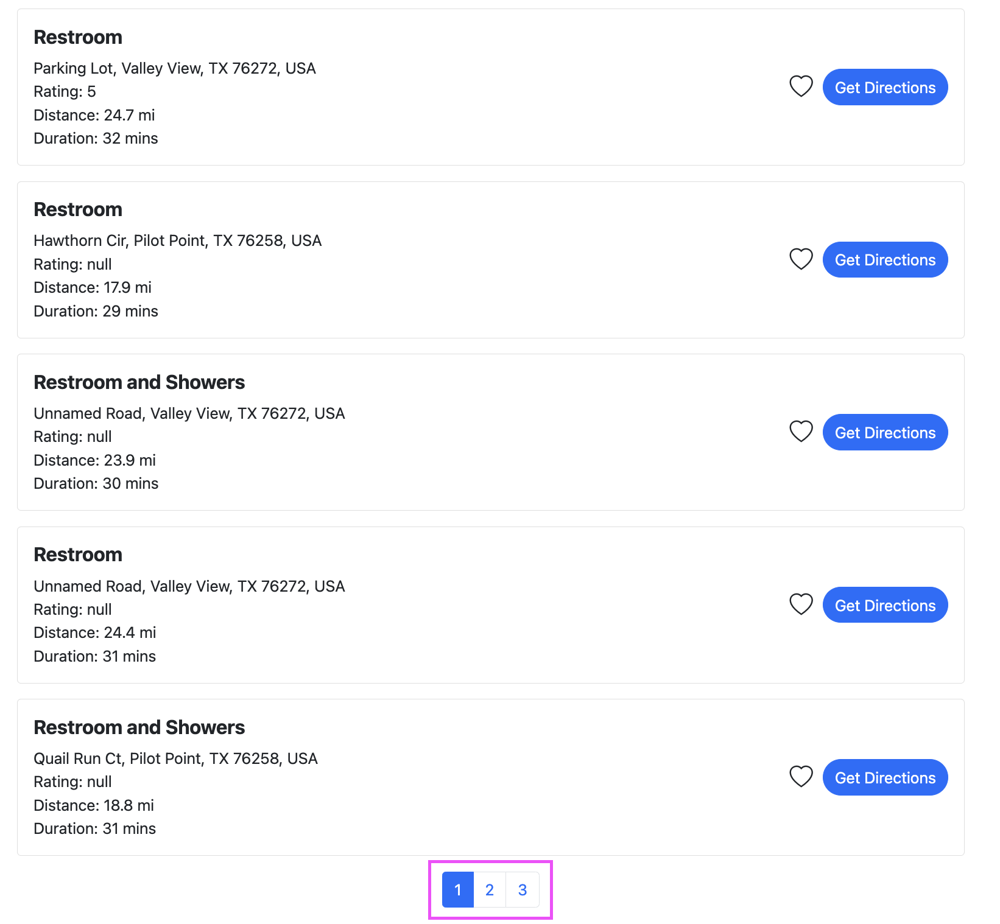 Restroom
Parking Lot, Valley View, TX 76272, USA
Rating: 5
Distance: 24.7 mi
Duration: 32 mins
Get Directions
Restroom
Hawthorn Cir, Pilot Point, TX 76258, USA
Rating: null
Distance: 17.9 mi
Duration: 29 mins
Get Directions
Restroom and Showers
Unnamed Road, Valley View, TX 76272, USA
Rating: null
Distance: 23.9 mi
Duration: 30 mins
Get Directions
Restroom
Unnamed Road, Valley View, TX 76272, USA
Rating: null
Distance: 24.4 mi
Duration: 31 mins
Get Directions
Restroom and Showers
Quail Run Ct, Pilot Point, TX 76258, USA
Rating: null
Distance: 18.8 mi
Duration: 31 mins
Get Directions
1 2 3